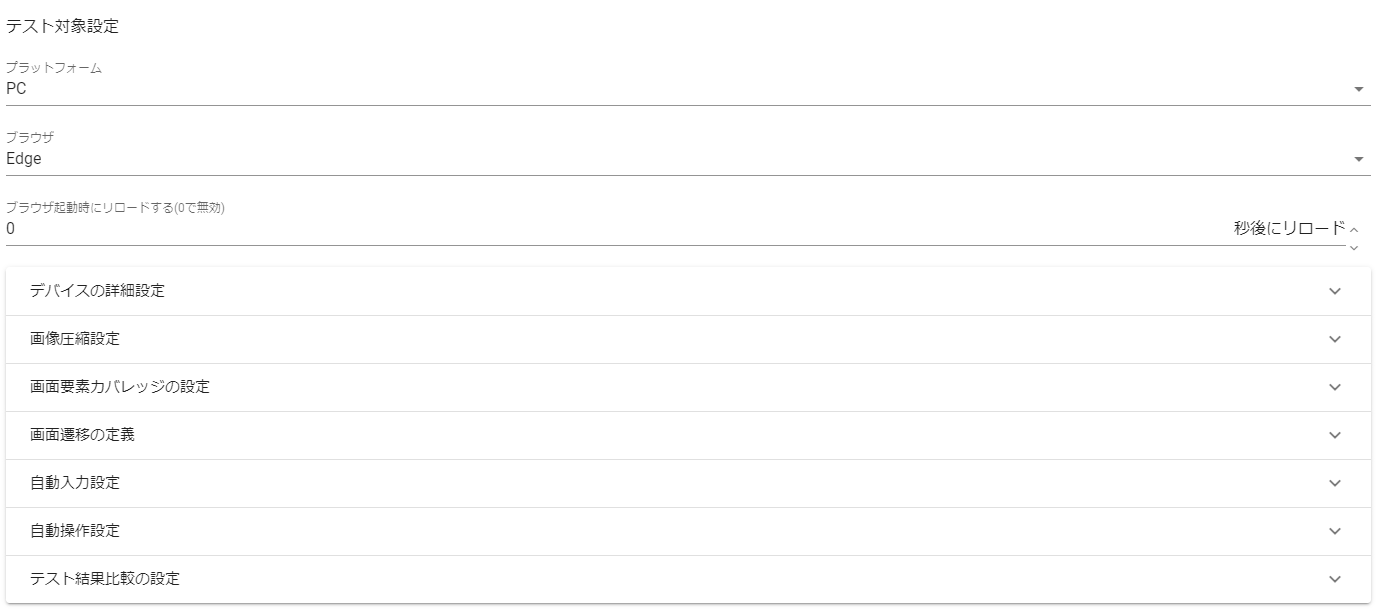 テスト対象設定
プラットフォーム
PC
ブラウザ
Edge
ブラウザ起動時にリロードする(0で無効)
0 秒後にリロード
デバイスの詳細設定
画像圧縮設定
画面要素カバレッジの設定
画面遷移の定義
自動入力設定
自動操作設定
テスト結果比較の設定